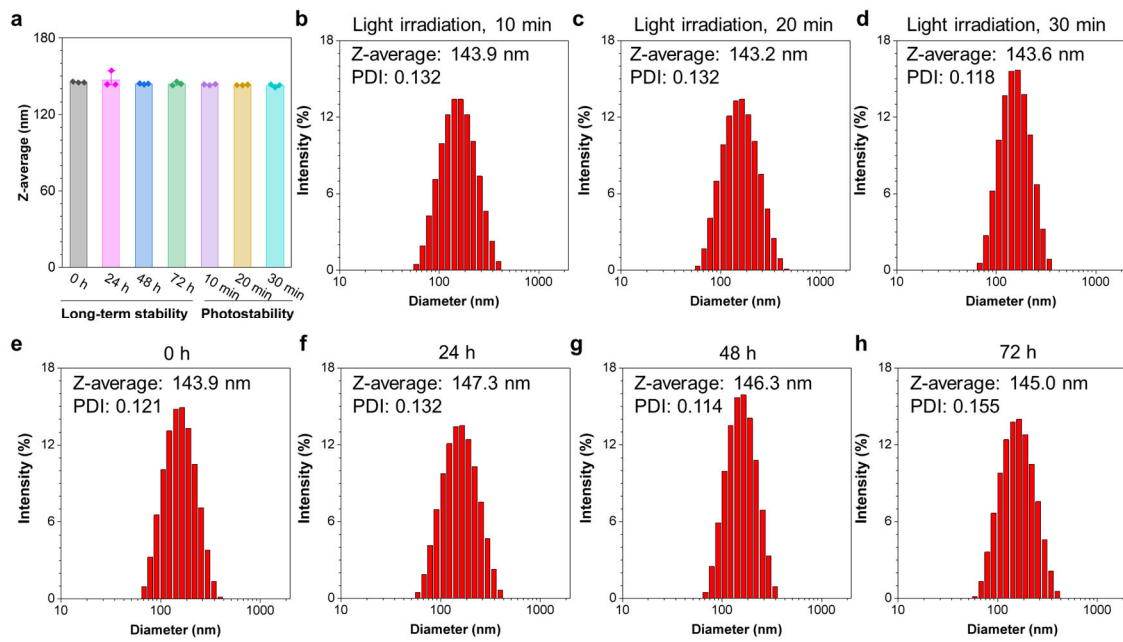 a
180
120
60
0
Z-average (nm)
0 h
24 h
48 h
72 h
10 min
20 min
30 min
Long-term stability
Photostability
b
Light irradiation, 10 min
Z-average: 143.9 nm
PDI: 0.132
18
12
6
0
Intensity (%)
10
100
1000
Diameter (nm)
c
Light irradiation, 20 min
Z-average: 143.2 nm
PDI: 0.132
18
12
6
0
Intensity (%)
10
100
1000
Diameter (nm)
d
Light irradiation, 30 min
Z-average: 143.6 nm
PDI: 0.118
18
12
6
0
Intensity (%)
10
100
1000
Diameter (nm)
e
0 h
Z-average: 143.9 nm
PDI: 0.121
18
12
6
0
Intensity (%)
10
100
1000
Diameter (nm)
f
24 h
Z-average: 147.3 nm
PDI: 0.132
18
12
6
0
Intensity (%)
10
100
1000
Diameter (nm)
g
48 h
Z-average: 146.3 nm
PDI: 0.114
18
12
6
0
Intensity (%)
10
100
1000
Diameter (nm)
h
72 h
Z-average: 145.0 nm
PDI: 0.155
18
12
6
0
Intensity (%)
10
100
1000
Diameter (nm)